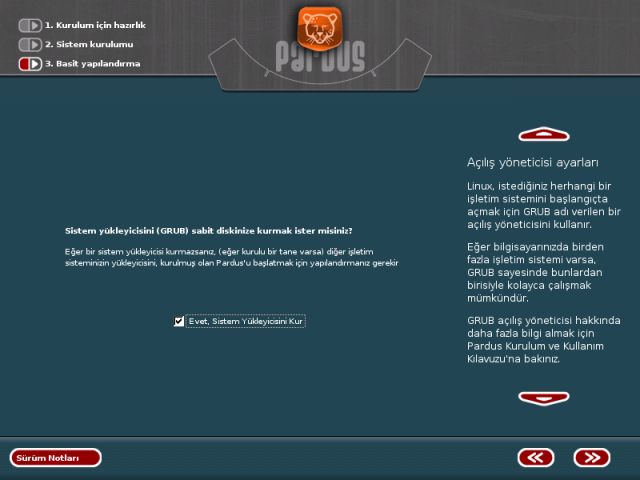 1. Kurulum için hazırlık
2. Sistem kurulumu
3. Basit yapılandırma
Pardus
Sistem yükleyicisini (GRUB) sabit diskinize kurmak ister misiniz?
Eğer bir sistem yükleyicisi kurmazsanız, (eğer kurulu bir tane varsa) diğer işletim
sisteminizin yükleyicisini, kurulmuş olan Pardus'u başlatmak için yapılandırmanız gerekir
Evet, Sistem Yükleyicisini Kur
Açılış yöneticisi ayarları
Linux, istediğiniz herhangi bir
işletim sistemini başlangıçta
açmak için GRUB adı verilen bir
açılış yöneticisini kullanır.
Eğer bilgisayarınızda birden
fazla işletim sistemi varsa,
GRUB sayesinde bunlardan
birisiyle kolayca çalışmak
mümkündür.
GRUB açılış yöneticisi hakkında
daha fazla bilgi almak için
Pardus Kurulum ve Kullanım
Kılavuzu'na bakınız.
Sürüm Notları